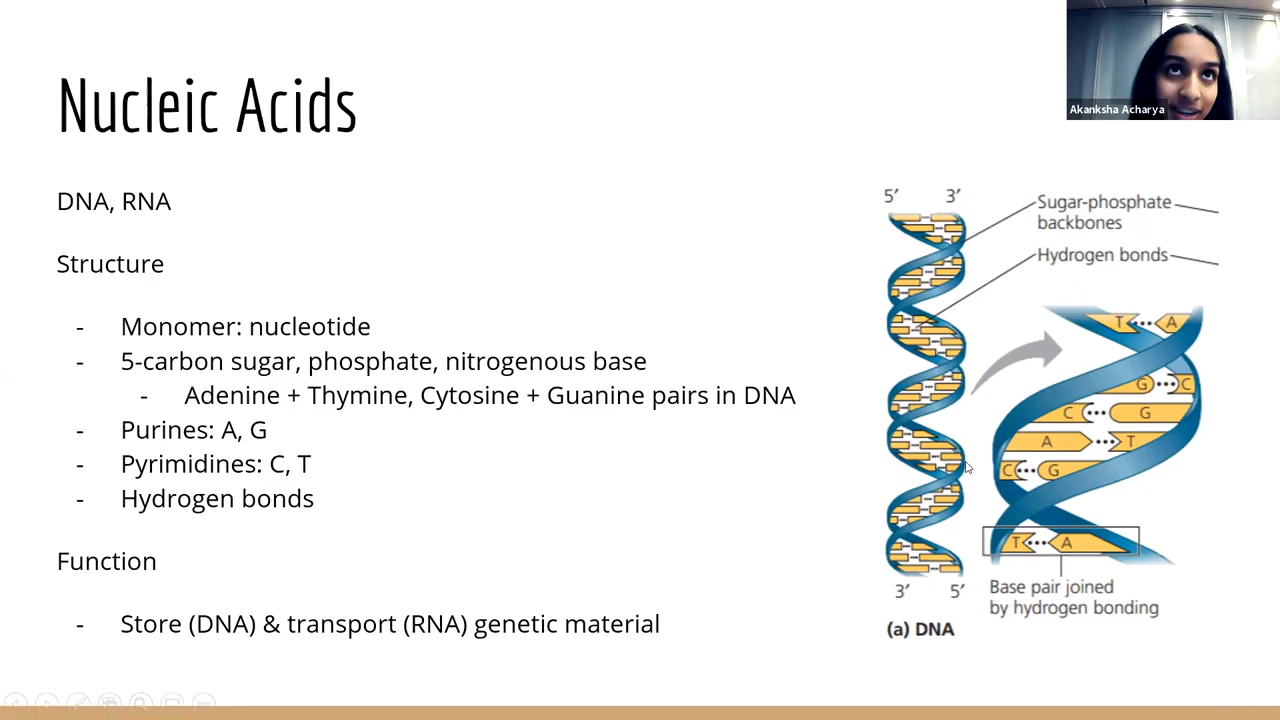 Nucleic Acids
Akanksha Acharya
DNA, RNA
Structure
- Monomer: nucleotide
- 5-carbon sugar, phosphate, nitrogenous base
- Adenine + Thymine, Cytosine + Guanine pairs in DNA
- Purines: A, G
- Pyrimidines: C, T
- Hydrogen bonds
Function
- Store (DNA) & transport (RNA) genetic material
5′ 3′
Sugar-phosphate
backbones
Hydrogen bonds
T A
G C
C G
A T
C G
T A
3′ 5′
Base pair joined
by hydrogen bonding
(a) DNA